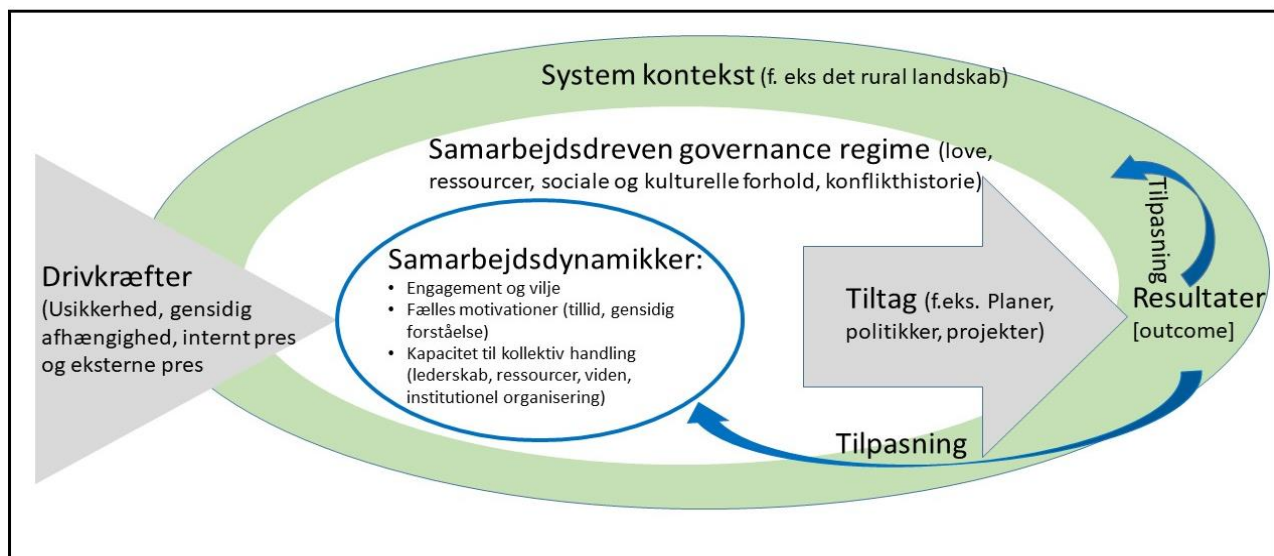 System kontekst (f. eks det rural landskab)
Samarbejdsdreven governance regime (love,
ressourcer, sociale og kulturelle forhold, konflikthistorie)
Drivkræfter
(Usikkerhed, gensidig
afhængighed, internt pres
og eksterne pres
Samarbejdsdynamikker:
• Engagement og vilje
• Fælles motivationer (tillid, gensidig
forståelse)
• Kapacitet til kollektiv handling
(lederskab, ressourcer, viden,
institutionel organisering)
Tiltag (f.eks. Planer,
politikker, projekter)
Tilpasning
Resultater
[outcome]
Tilpasning